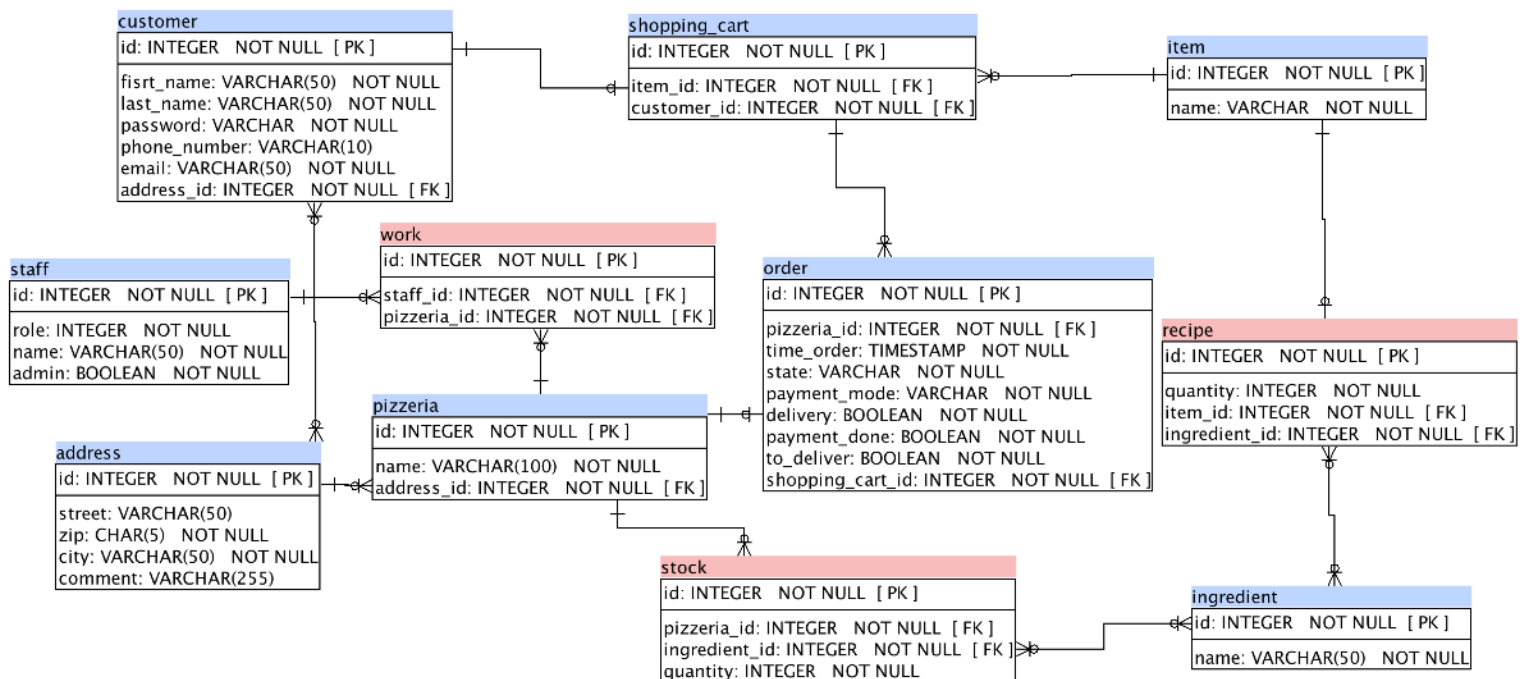 customer
id: INTEGER NOT NULL [ PK ]
fisrt_name: VARCHAR(50) NOT NULL
last_name: VARCHAR(50) NOT NULL
password: VARCHAR NOT NULL
phone_number: VARCHAR(10)
email: VARCHAR(50) NOT NULL
address_id: INTEGER NOT NULL [ FK ]
shopping_cart
id: INTEGER NOT NULL [ PK ]
item_id: INTEGER NOT NULL [ FK ]
customer_id: INTEGER NOT NULL [ FK ]
item
id: INTEGER NOT NULL [ PK ]
name: VARCHAR NOT NULL
staff
id: INTEGER NOT NULL [ PK ]
role: INTEGER NOT NULL
name: VARCHAR(50) NOT NULL
admin: BOOLEAN NOT NULL
work
id: INTEGER NOT NULL [ PK ]
staff_id: INTEGER NOT NULL [ FK ]
pizzeria_id: INTEGER NOT NULL [ FK ]
order
id: INTEGER NOT NULL [ PK ]
pizzeria_id: INTEGER NOT NULL [ FK ]
time_order: TIMESTAMP NOT NULL
state: VARCHAR NOT NULL
payment_mode: VARCHAR NOT NULL
delivery: BOOLEAN NOT NULL
payment_done: BOOLEAN NOT NULL
to_deliver: BOOLEAN NOT NULL
shopping_cart_id: INTEGER NOT NULL [ FK ]
recipe
id: INTEGER NOT NULL [ PK ]
quantity: INTEGER NOT NULL
item_id: INTEGER NOT NULL [ FK ]
ingredient_id: INTEGER NOT NULL [ FK ]
pizzeria
id: INTEGER NOT NULL [ PK ]
name: VARCHAR(100) NOT NULL
address_id: INTEGER NOT NULL [ FK ]
address
id: INTEGER NOT NULL [ PK ]
street: VARCHAR(50)
zip: CHAR(5) NOT NULL
city: VARCHAR(50) NOT NULL
comment: VARCHAR(255)
stock
id: INTEGER NOT NULL [ PK ]
pizzeria_id: INTEGER NOT NULL [ FK ]
ingredient_id: INTEGER NOT NULL [ FK ]
quantity: INTEGER NOT NULL
ingredient
id: INTEGER NOT NULL [ PK ]
name: VARCHAR(50) NOT NULL